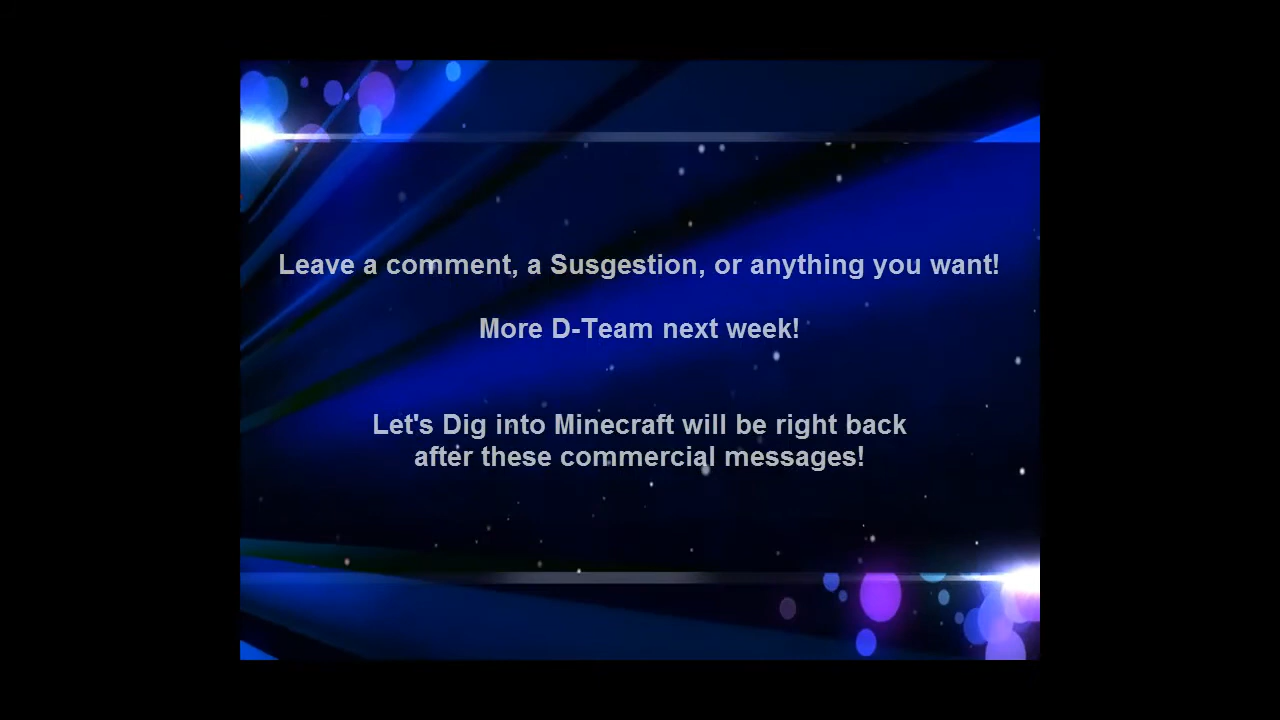 Leave a comment, a Susgestion, or anything you want!
More D-Team next week!
Let's Dig into Minecraft will be right back
after these commercial messages!